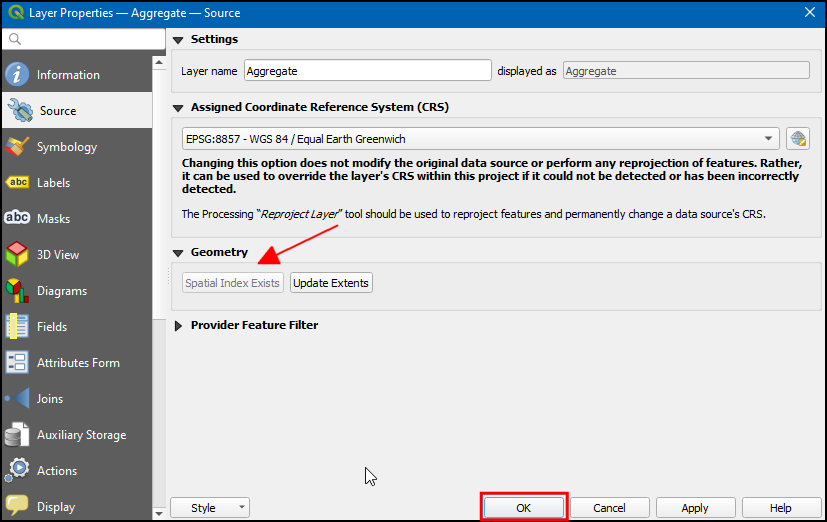 Layer Properties — Aggregate — Source
Information
Source
Symbology
abc
Labels
abc
Masks
3D View
Diagrams
Fields
Attributes Form
Joins
Auxiliary Storage
Actions
Display
Settings
Layer name Aggregate displayed as Aggregate
Assigned Coordinate Reference System (CRS)
EPSG:8857 - WGS 84 / Equal Earth Greenwich
Changing this option does not modify the original data source or perform any reprojection of features. Rather,
it can be used to override the layer's CRS within this project if it could not be detected or has been incorrectly
detected.
The Processing “Reproject Layer” tool should be used to reproject features and permanently change a data source's CRS.
Geometry
Spatial Index Exists Update Extents
Provider Feature Filter
Style OK Cancel Apply Help